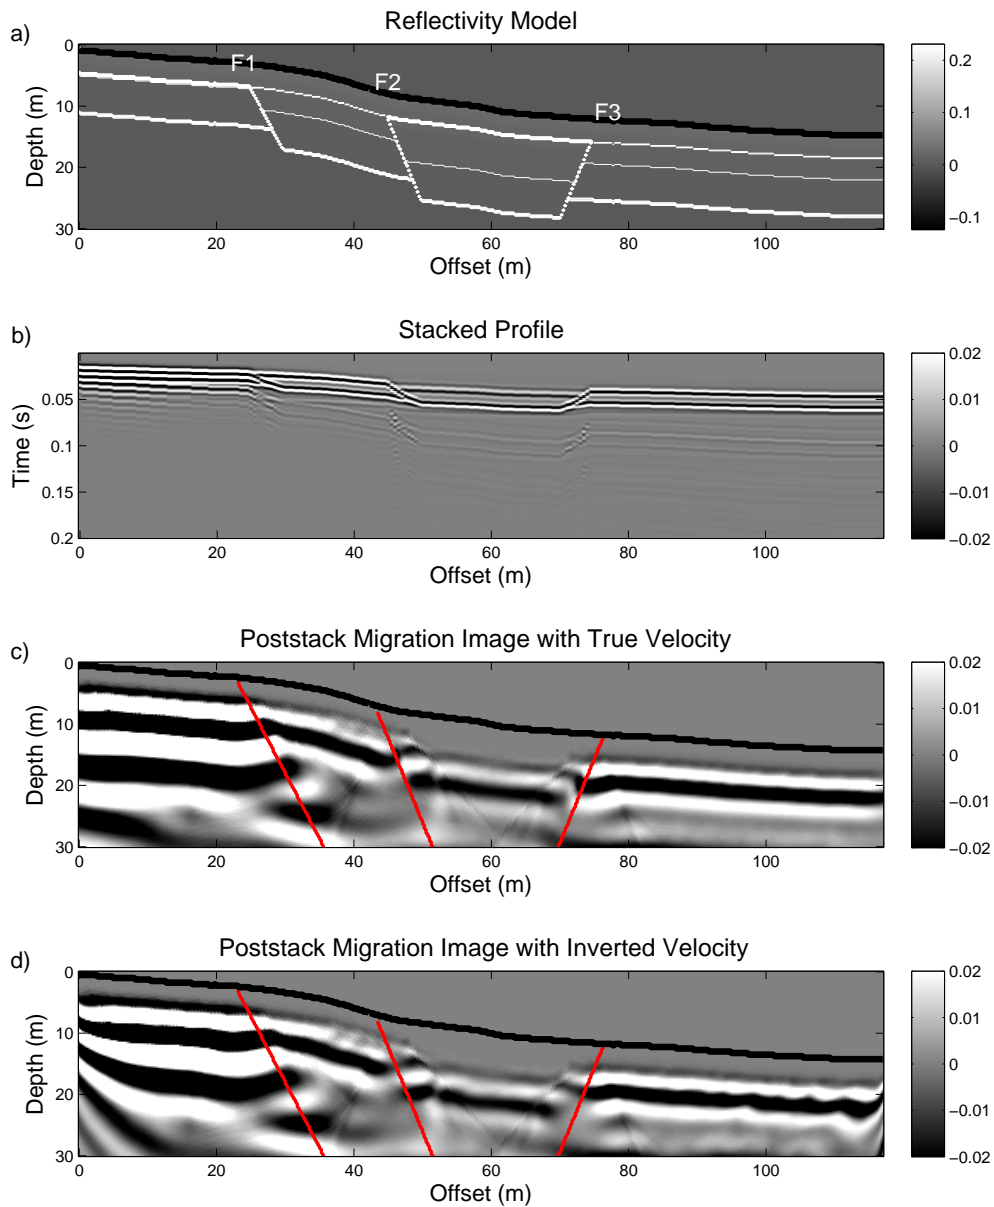 a)
Reflectivity Model
0
10
20
30
Depth (m)
F1
F2
F3
0 20 40 60 80 100
Offset (m)
0.2
0.1
0
−0.1
b)
Stacked Profile
0.05
0.1
0.15
0.2
Time (s)
0 20 40 60 80 100
Offset (m)
0.02
0.01
0
−0.01
−0.02
c)
Poststack Migration Image with True Velocity
0
10
20
30
Depth (m)
0 20 40 60 80 100
Offset (m)
0.02
0.01
0
−0.01
−0.02
d)
Poststack Migration Image with Inverted Velocity
0
10
20
30
Depth (m)
0 20 40 60 80 100
Offset (m)
0.02
0.01
0
−0.01
−0.02